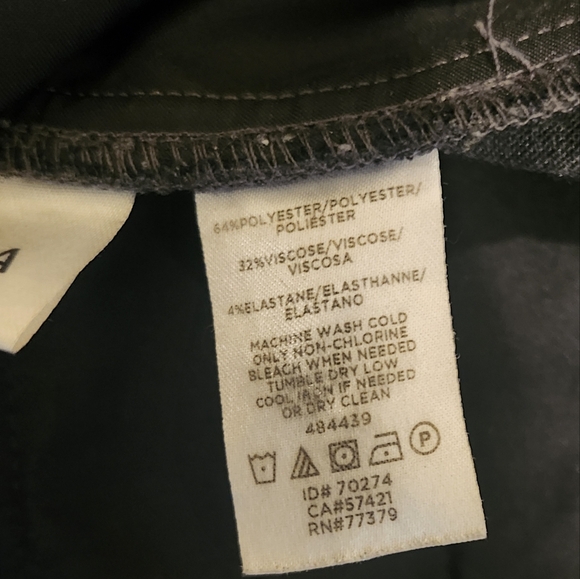 64%POLYESTER/POLYESTER/
POLIESTER
32%VISCOSE/VISCOSE/
VISCOSA
4%ELASTANE/ELASTHANNE/
ELASTANO
MACHINE WASH COLD
ONLY NON-CHLORINE
BLEACH WHEN NEEDED
TUMBLE DRY LOW
COOL IRON IF NEEDED
OR DRY CLEAN
484439
P
ID# 70274
CA#57421
RN#77379